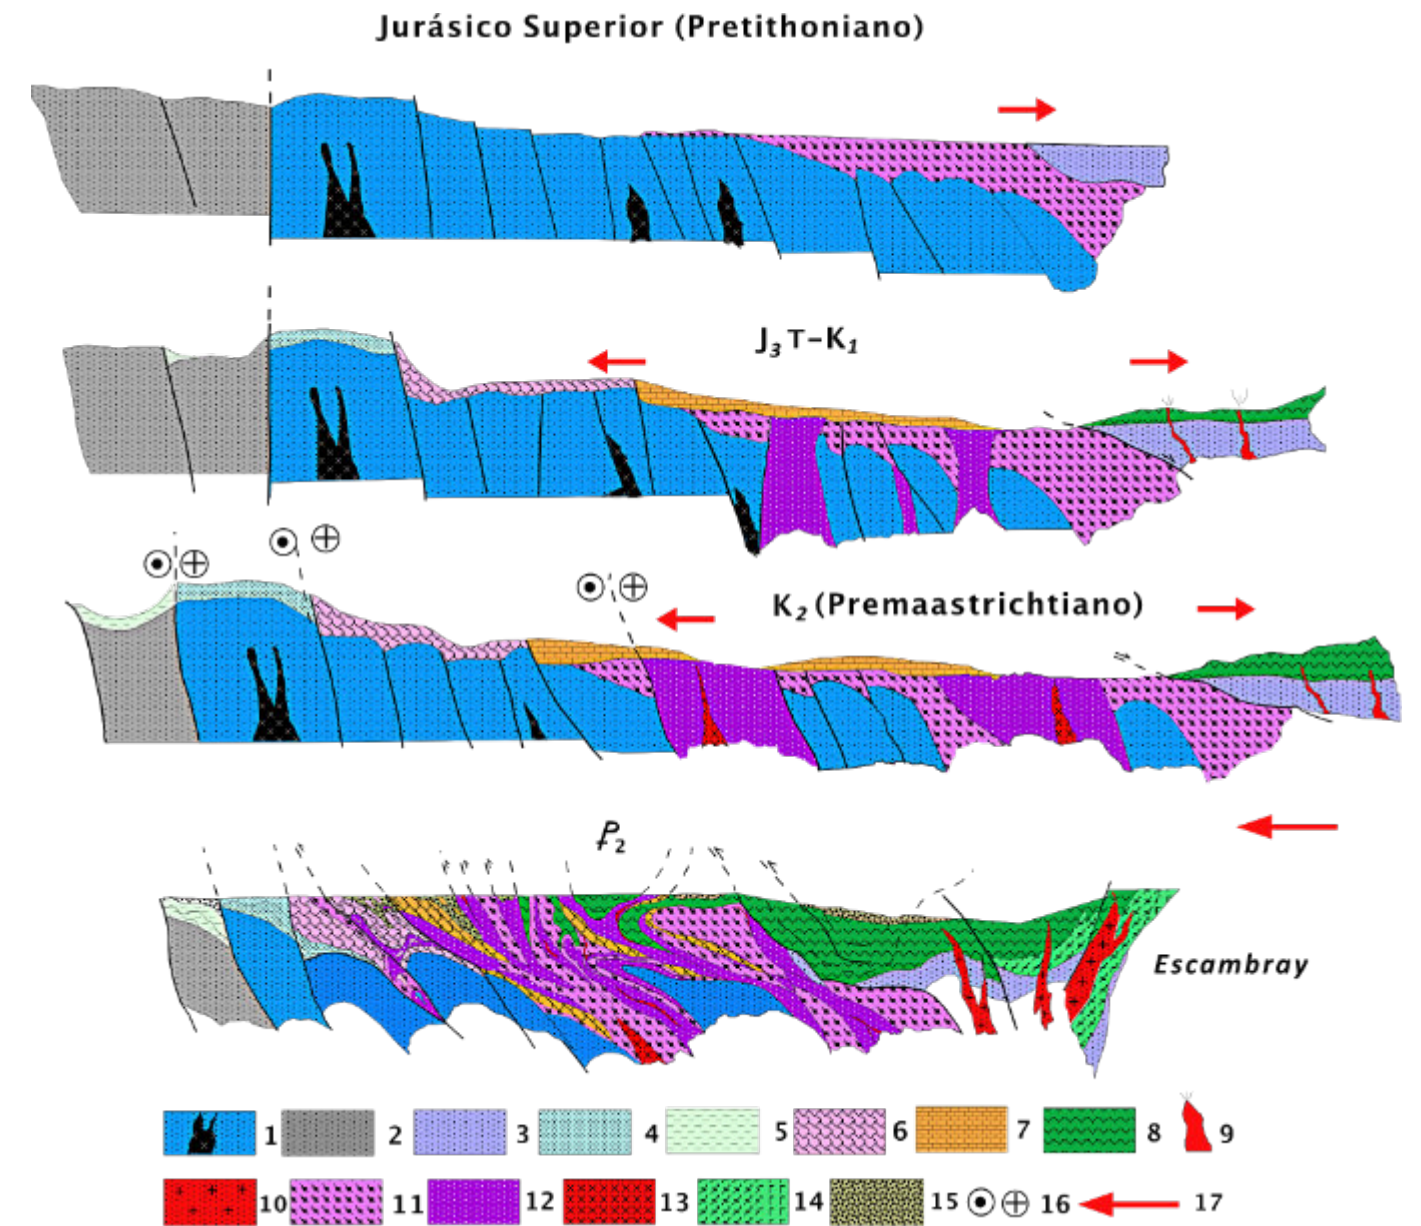 Jurásico Superior (Pretithoniano)
J₃ T-K₁
K₂ (Premaastrichtiano)
P₂
Escambray
1 2 3 4 5 6 7 8 9
10 11 12 13 14 15 16 17